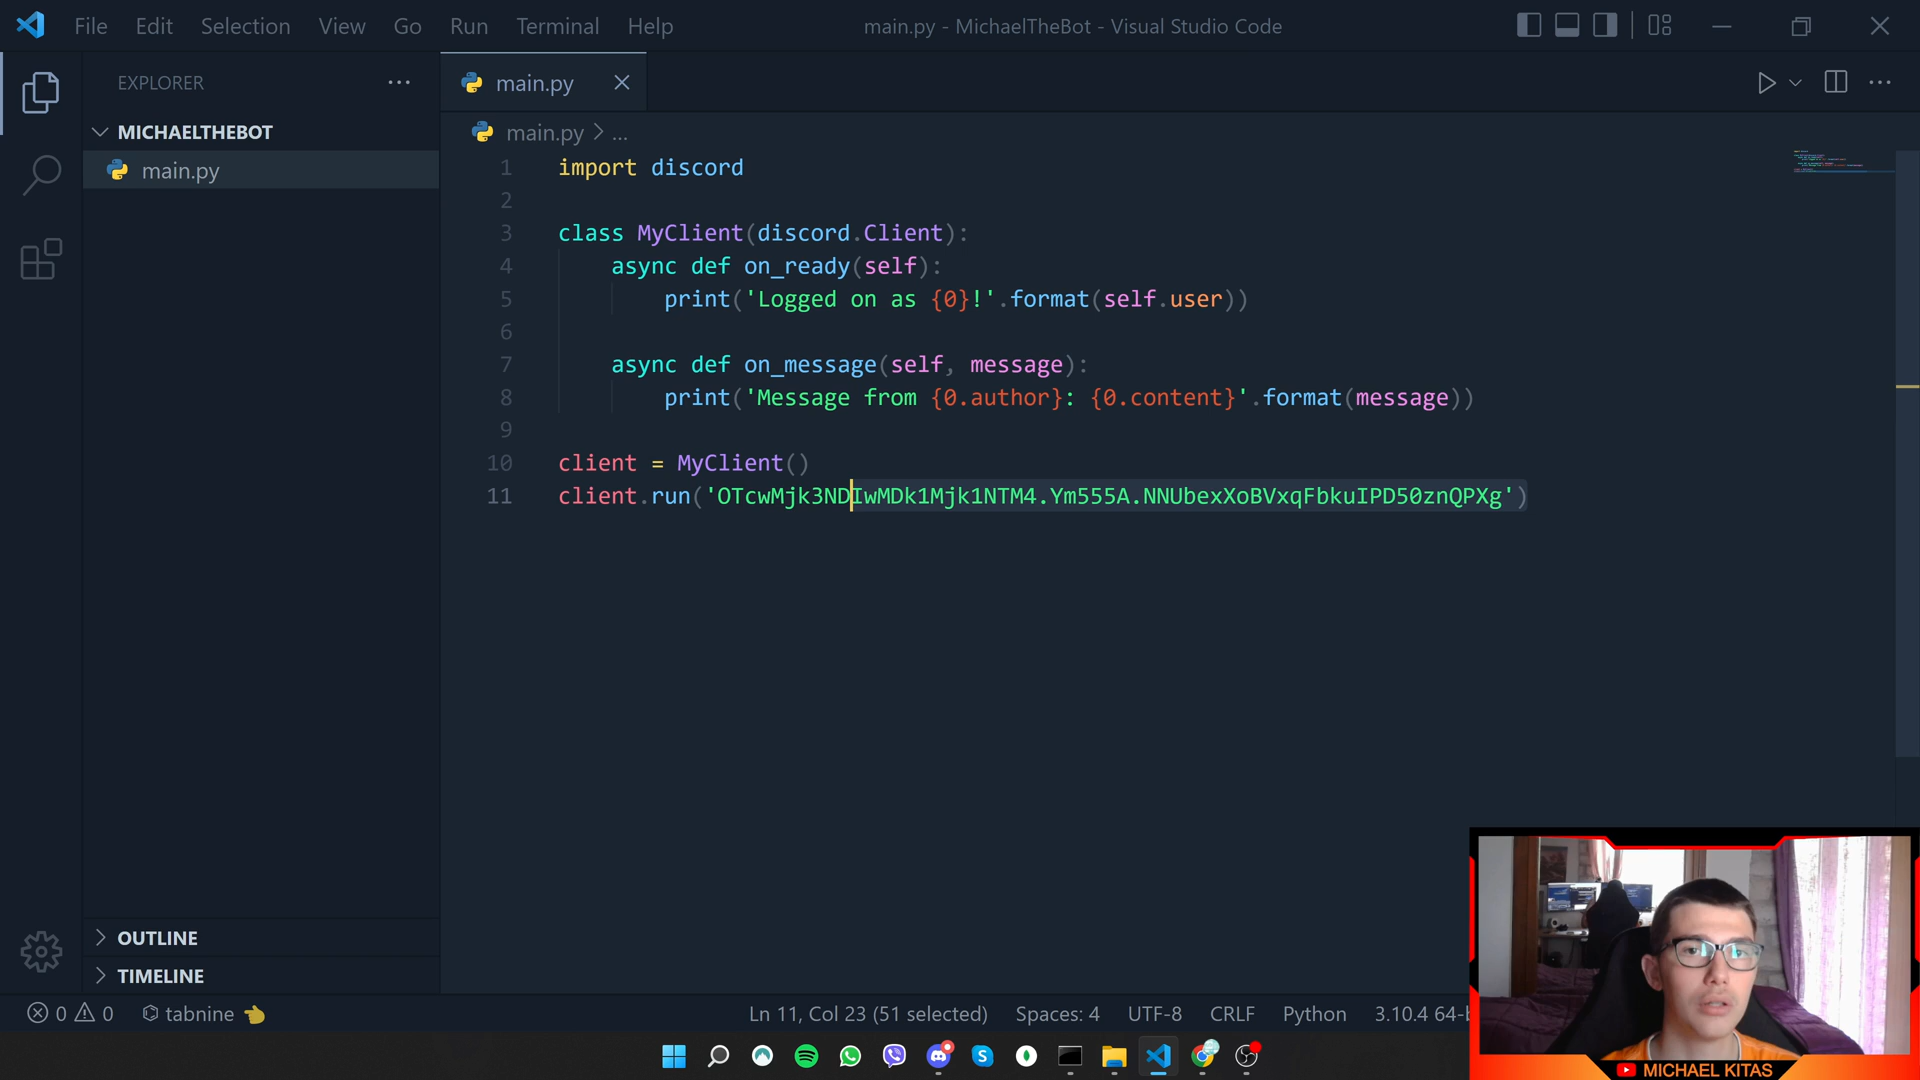 File Edit Selection View Go Run Terminal Help
main.py - MichaelTheBot - Visual Studio Code
EXPLORER
MICHAELTHEBOT
main.py
main.py
main.py > ...
1 import discord
2
3 class MyClient(discord.Client):
4 async def on_ready(self):
5 print('Logged on as {0}!'.format(self.user))
6
7 async def on_message(self, message):
8 print('Message from {0.author}: {0.content}'.format(message))
9
10 client = MyClient()
11 client.run('OTcwMjk3NDIwMDk1Mjk1NTM4.Ym555A.NNUbexXoBVxqFbkuIPD50znQPXg')
OUTLINE
TIMELINE
0 0 tabnine
Ln 11, Col 23 (51 selected) Spaces: 4 UTF-8 CRLF Python 3.10.4 64-b
MICHAEL KITAS